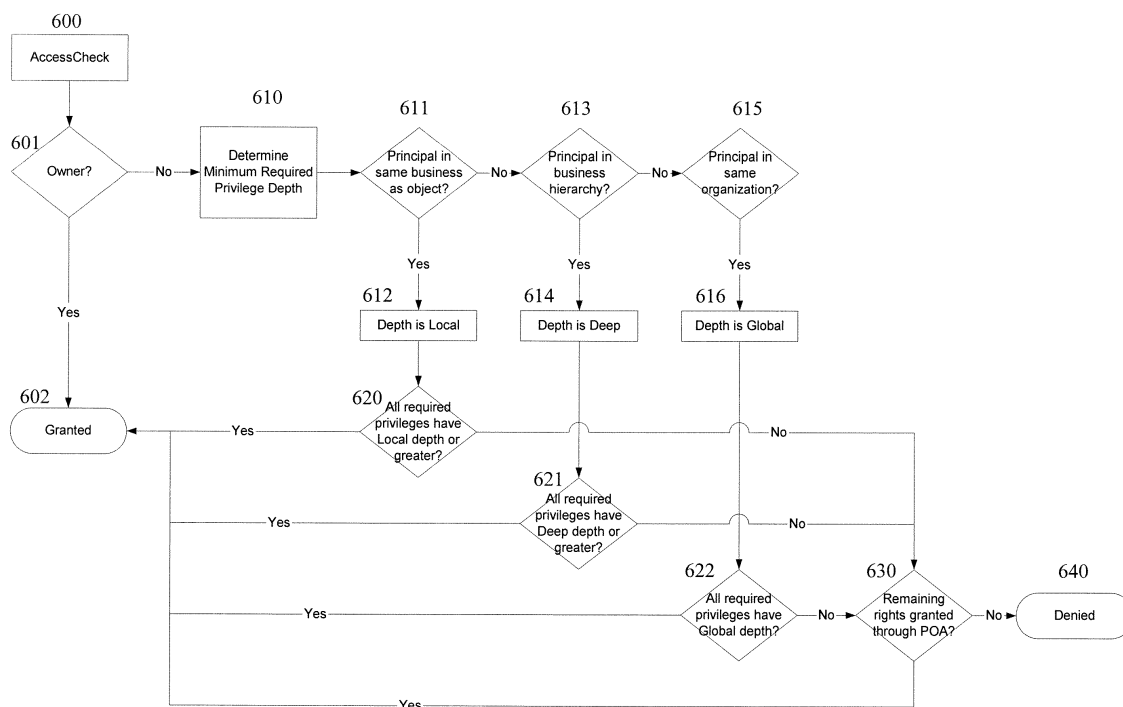 600
AccessCheck
601
Owner?
No
610
Determine
Minimum Required
Privilege Depth
611
Principal in
same business
as object?
No
613
Principal in
business
hierarchy?
No
615
Principal in
same
organization?
Yes
Yes
Yes
Yes
612
Depth is Local
614
Depth is Deep
616
Depth is Global
602
Granted
Yes
620
All required
privileges have
Local depth or
greater?
No
Yes
621
All required
privileges have
Deep depth or
greater?
No
Yes
622
All required
privileges have
Global depth?
No
630
Remaining
rights granted
through POA?
No
640
Denied
Yes